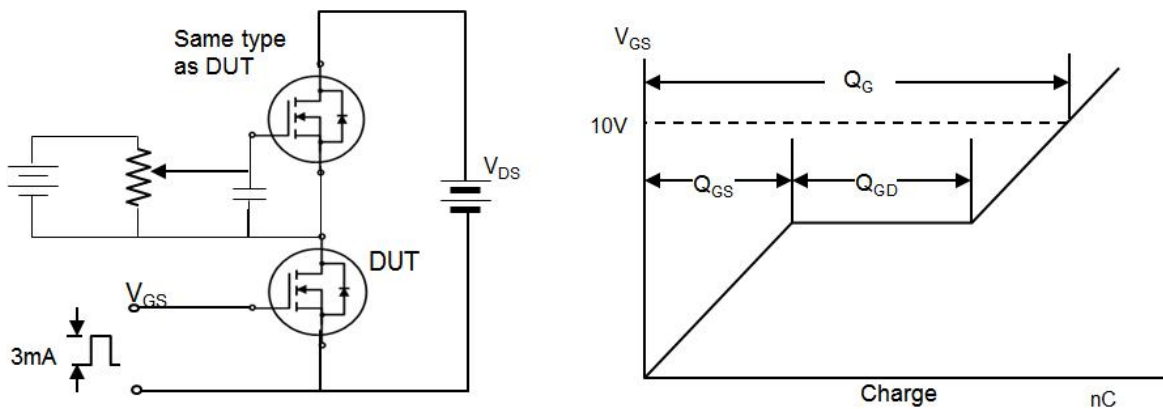 Same type
as DUT
V_DS
DUT
V_GS
3mA
V_GS
Q_G
10V
Q_GS
Q_GD
Charge
nC